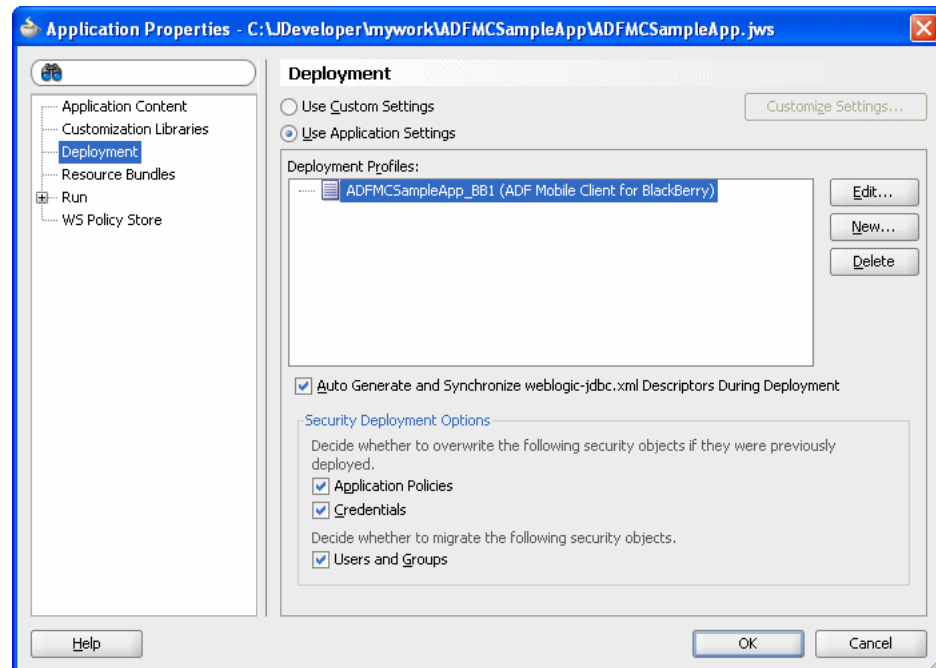 Application Properties - C:\JDeveloper\mywork\ADFMCSampleApp\ADFMCSampleApp.jws
Application Content
Customization Libraries
Deployment
Resource Bundles
Run
WS Policy Store
Deployment
Use Custom Settings
Customize Settings...
Use Application Settings
Deployment Profiles:
ADFMCSampleApp_BB1 (ADF Mobile Client for BlackBerry)
Edit...
New...
Delete
Auto Generate and Synchronize weblogic-jdbc.xml Descriptors During Deployment
Security Deployment Options
Decide whether to overwrite the following security objects if they were previously
deployed.
Application Policies
Credentials
Decide whether to migrate the following security objects.
Users and Groups
Help
OK
Cancel